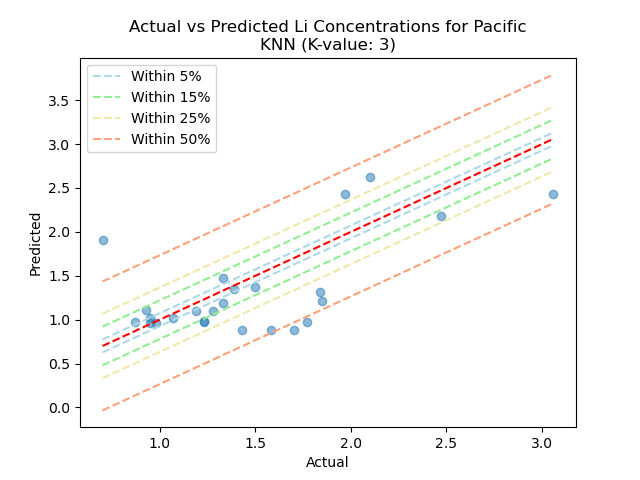 Actual vs Predicted Li Concentrations for Pacific
KNN (K-value: 3)
Within 5%
Within 15%
Within 25%
Within 50%
3.5
3.0
2.5
2.0
1.5
1.0
0.5
0.0
Predicted
1.0 1.5 2.0 2.5 3.0
Actual